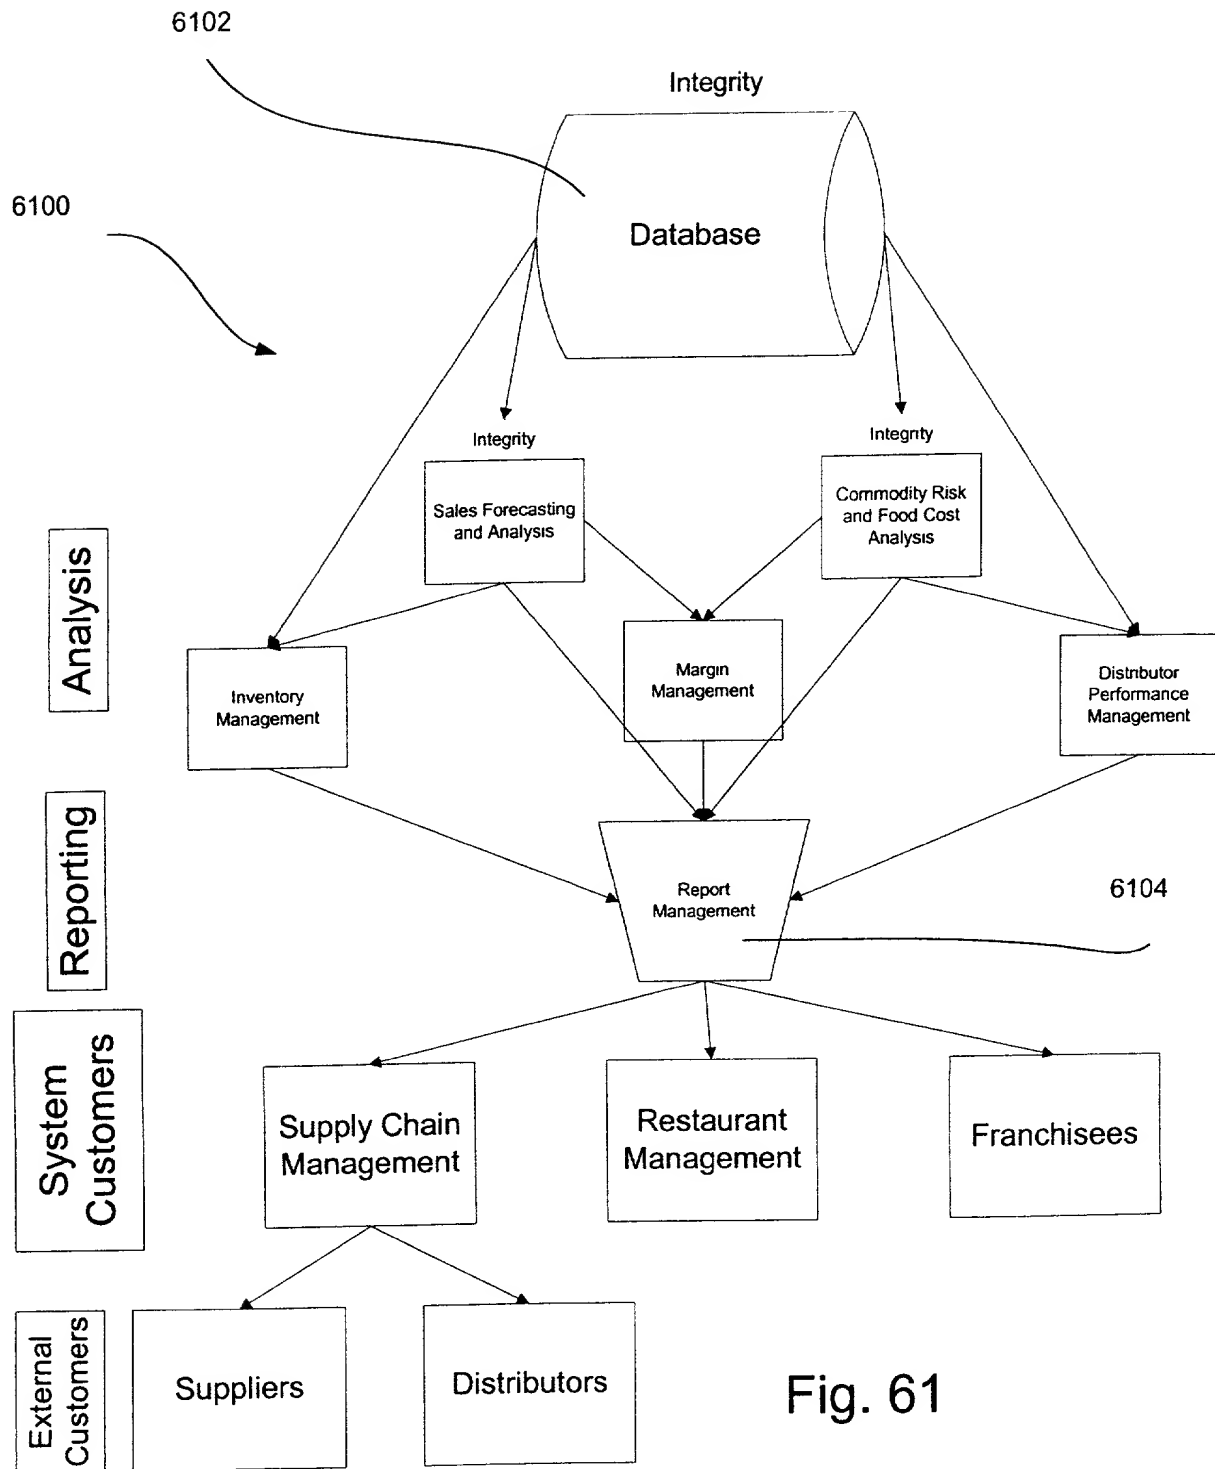 6102
Integrity
6100
Database
Integrity
Integrity
Sales Forecasting
and Analysis
Commodity Risk
and Food Cost
Analysis
Analysis
Inventory
Management
Margin
Management
Distributor
Performance
Management
Reporting
Report
Management
6104
System
Customers
Supply Chain
Management
Restaurant
Management
Franchisees
External
Customers
Suppliers
Distributors
Fig. 61